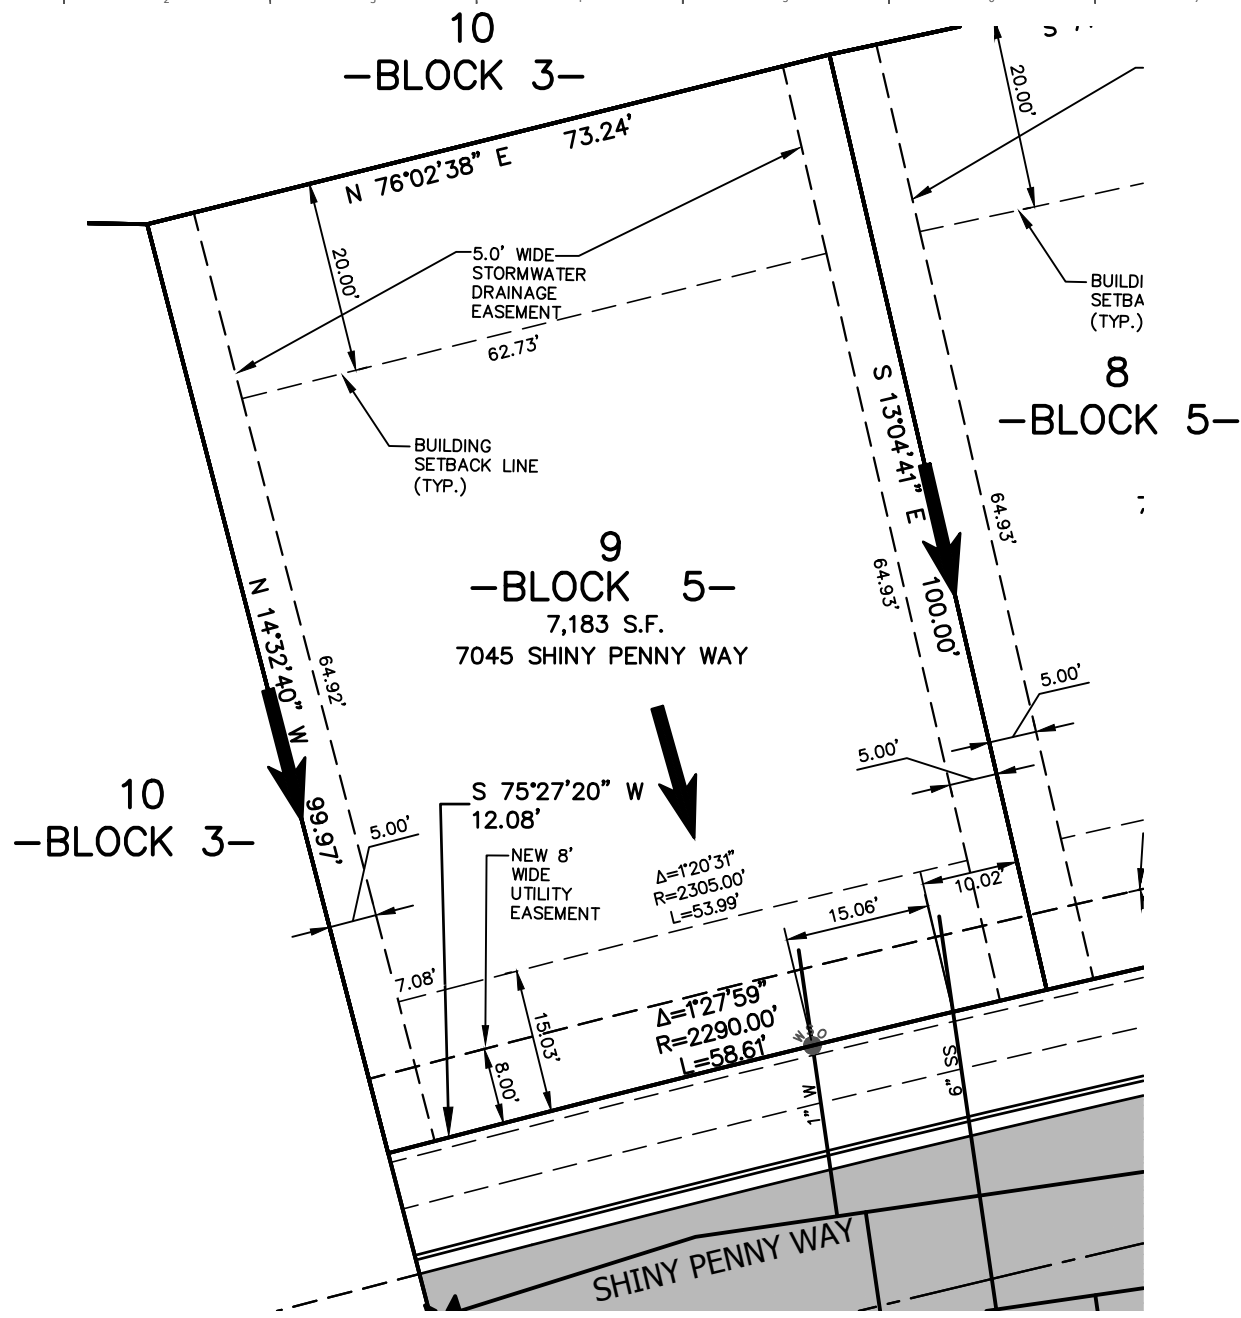 10
-BLOCK 3-
N 76°02'38" E
73.24'
20.00'
20.00'
5.0' WIDE
STORMWATER
DRAINAGE
EASEMENT
62.73'
BUILDING
SETBACK LINE
(TYP.)
BUILDI
SETBA
(TYP.)
8
-BLOCK 5-
S 13°04'41" E
100.00'
64.93'
64.93'
9
-BLOCK 5-
7,183 S.F.
7045 SHINY PENNY WAY
N 14°32'40" W
99.97'
64.92'
5.00'
5.00'
5.00'
10
-BLOCK 3-
S 75°27'20" W
12.08'
NEW 8'
WIDE
UTILITY
EASEMENT
Δ=1°20'31"
R=2305.00'
L=53.99'
10.02'
15.06'
7.08'
15.03'
8.00'
Δ=1°27'59"
R=2290.00'
L=58.61'
1" W
6" SS
SHINY PENNY WAY